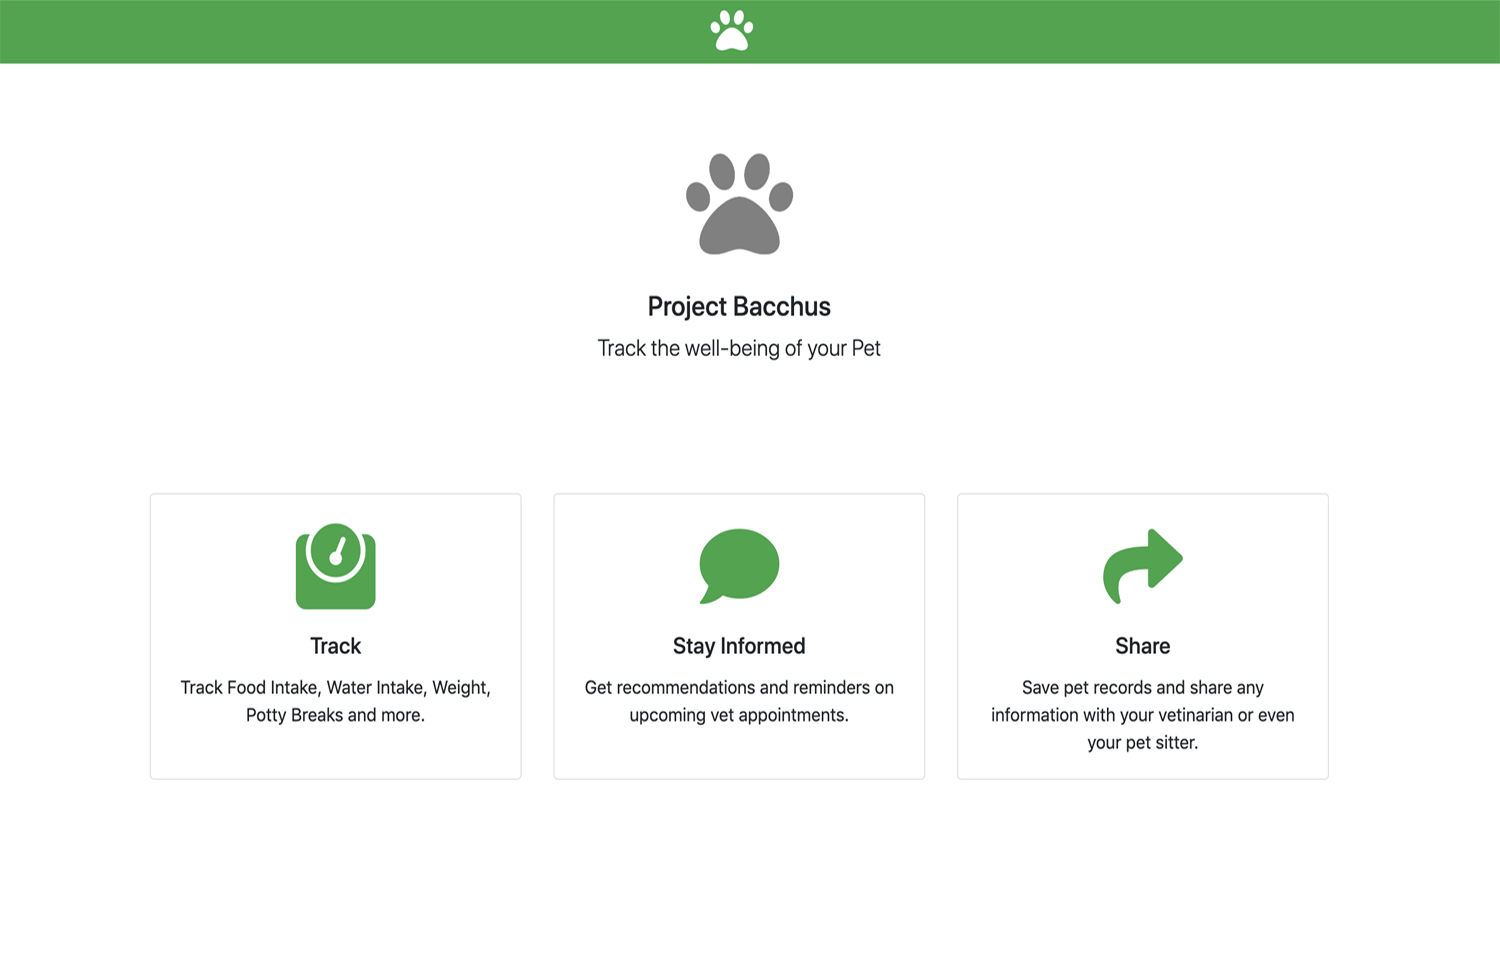 Project Bacchus
Track the well-being of your Pet
Track
Track Food Intake, Water Intake, Weight,
Potty Breaks and more.
Stay Informed
Get recommendations and reminders on
upcoming vet appointments.
Share
Save pet records and share any
information with your vetinarian or even
your pet sitter.